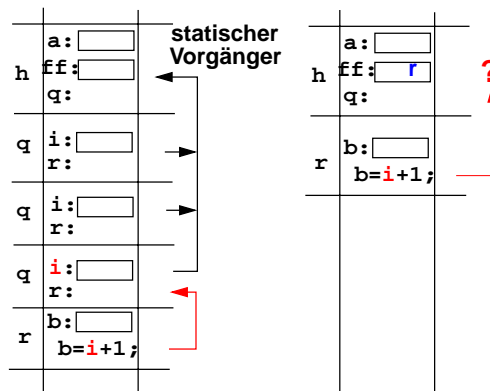 statischer
Vorgänger
h
a:
ff:
q:
q
i:
r:
q
i:
r:
q
i:
r:
r
b:
b=i+1;
h
a:
ff: r
q:
?
r
b:
b=i+1;